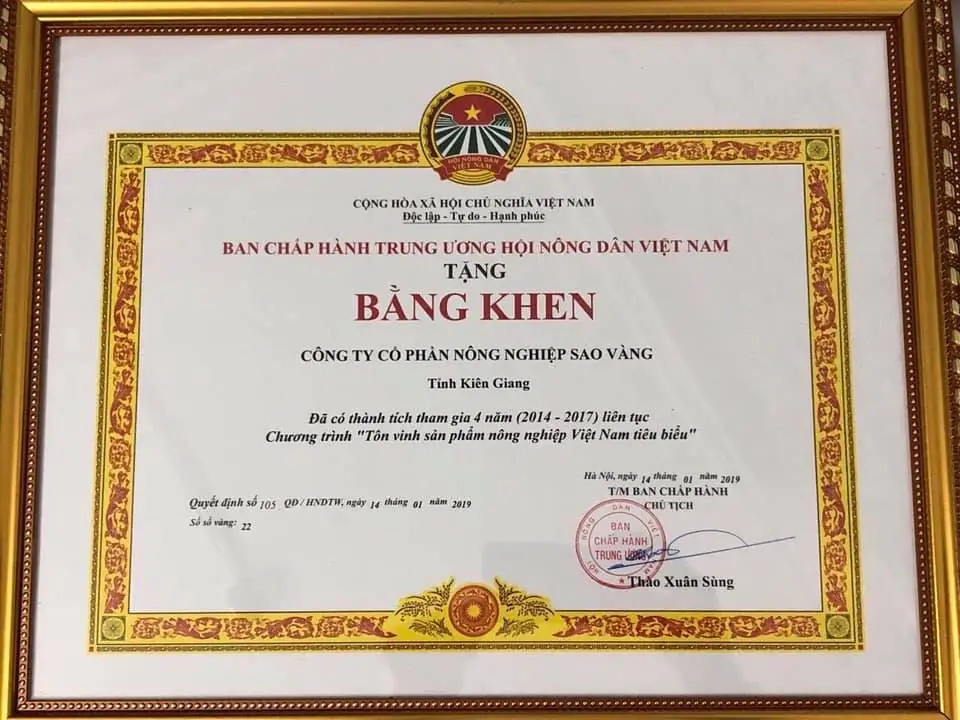 HỘI NÔNG DÂN
VIỆT NAM
CỘNG HÒA XÃ HỘI CHỦ NGHĨA VIỆT NAM
Độc lập - Tự do - Hạnh phúc
BAN CHẤP HÀNH TRUNG ƯƠNG HỘI NÔNG DÂN VIỆT NAM
TẶNG
BẰNG KHEN
CÔNG TY CỔ PHẦN NÔNG NGHIỆP SAO VÀNG
Tỉnh Kiên Giang
Đã có thành tích tham gia 4 năm (2014 - 2017) liên tục
Chương trình "Tôn vinh sản phẩm nông nghiệp Việt Nam tiêu biểu"
Quyết định số 105 QĐ / HNDTW, ngày 14 tháng 01 năm 2019
Số sổ vàng: 22
Hà Nội, ngày 14 tháng 01 năm 2019
T/M BAN CHẤP HÀNH
CHỦ TỊCH
HỘI NÔNG DÂN VIỆT NAM
BAN
CHẤP HÀNH
TRUNG ƯƠNG
Thào Xuân Sùng